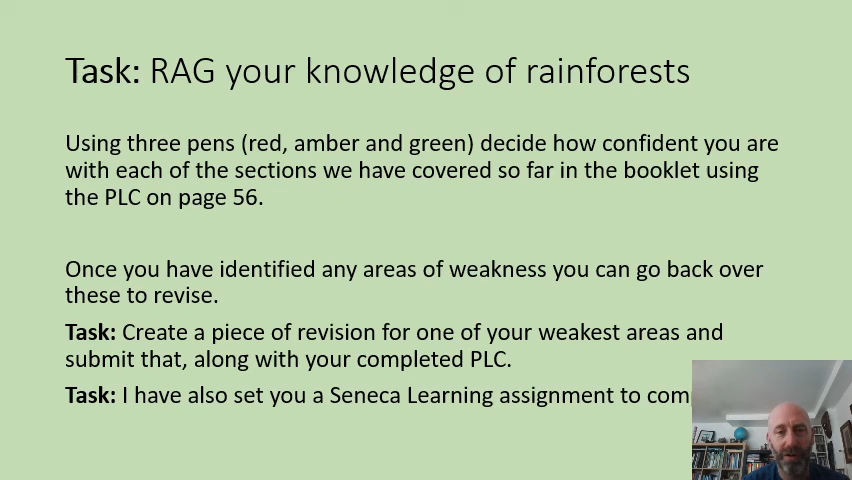 Task: RAG your knowledge of rainforests
Using three pens (red, amber and green) decide how confident you are
with each of the sections we have covered so far in the booklet using
the PLC on page 56.
Once you have identified any areas of weakness you can go back over
these to revise.
Task: Create a piece of revision for one of your weakest areas and
submit that, along with your completed PLC.
Task: I have also set you a Seneca Learning assignment to com